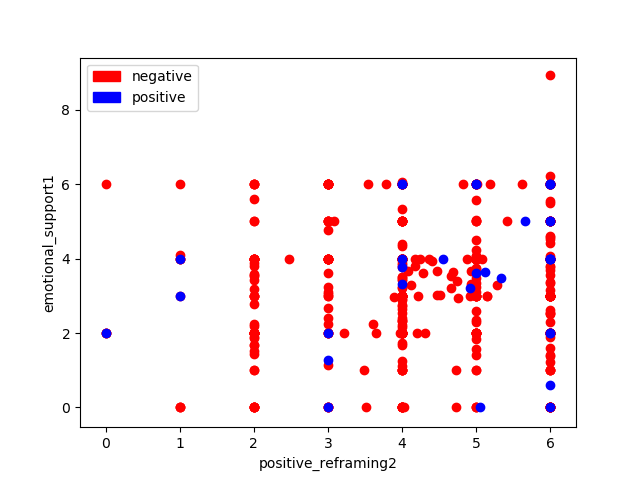 negative
positive
8
6
4
2
0
emotional_support1
0 1 2 3 4 5 6
positive_reframing2